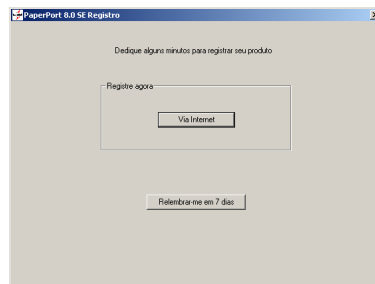 PaperPort 8.0 SE Registro
Dedique alguns minutos para registrar seu produto
Registre agora
Via Internet
Relembrar-me em 7 dias